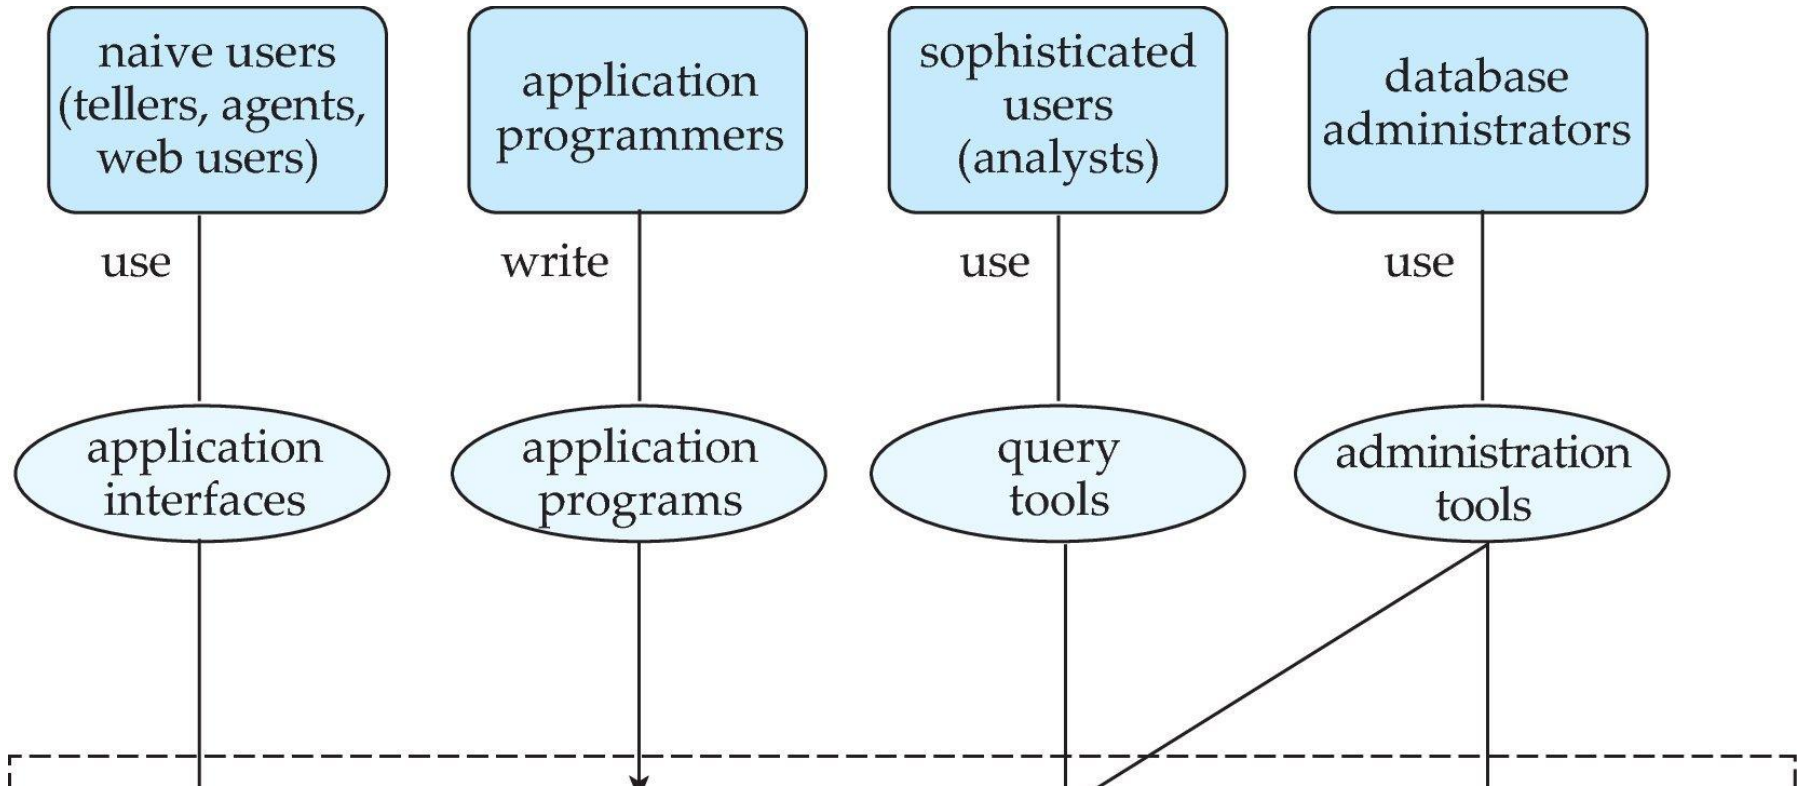 naive users
(tellers, agents,
web users)
application
programmers
sophisticated
users
(analysts)
database
administrators
use
write
use
use
application
interfaces
application
programs
query
tools
administration
tools